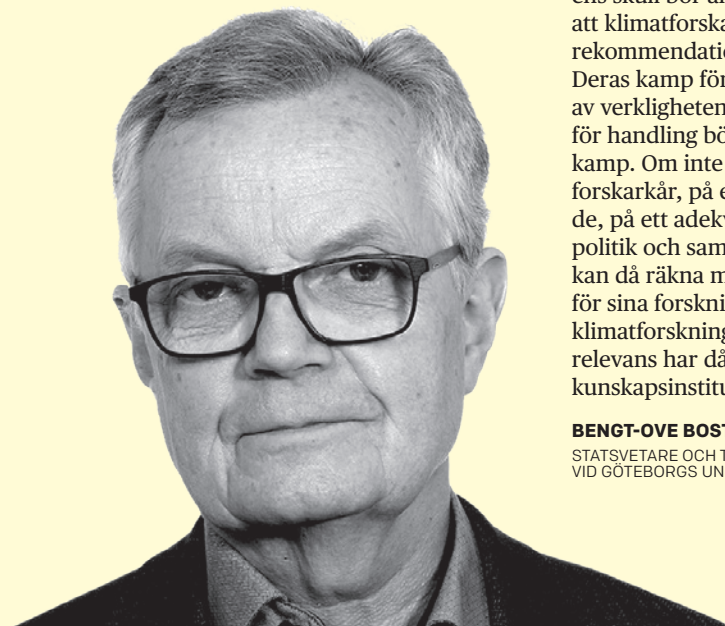 att klimatforska
rekommendatio
Deras kamp för
av verkligheten
för handling bö
kamp. Om inte
forskarkår, på e
de, på ett adekv
politik och sam
kan då räkna m
för sina forskni
klimatforskning
relevans har då
kunskapsinstitu
BENGT-OVE BOST
STATSVETARE OCH T
VID GÖTEBORGS UN